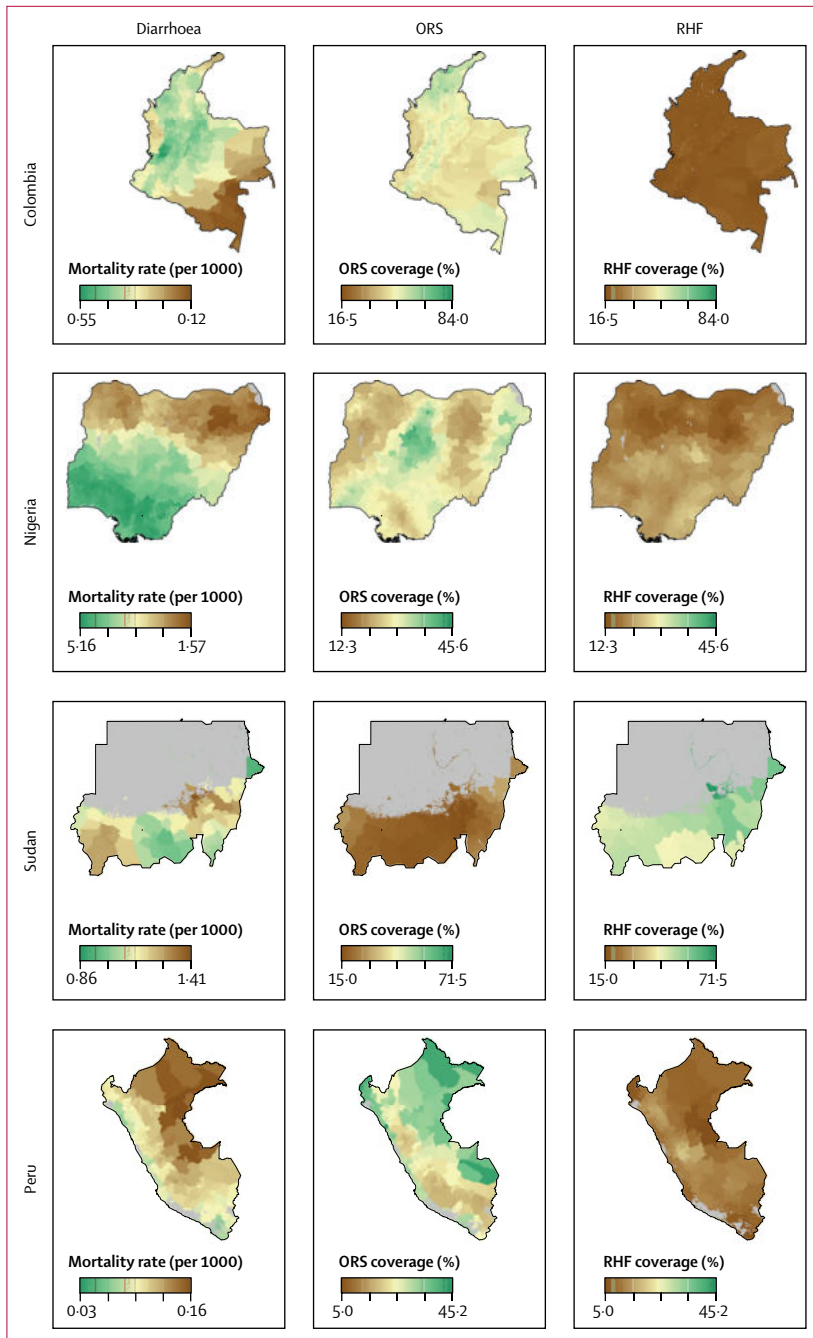 Diarrhoea ORS RHF
Colombia
Mortality rate (per 1000) ORS coverage (%) RHF coverage (%)
0·55 0·12 16·5 84·0 16·5 84·0
Nigeria
Mortality rate (per 1000) ORS coverage (%) RHF coverage (%)
5·16 1·57 12·3 45·6 12·3 45·6
Sudan
Mortality rate (per 1000) ORS coverage (%) RHF coverage (%)
0·86 1·41 15·0 71·5 15·0 71·5
Peru
Mortality rate (per 1000) ORS coverage (%) RHF coverage (%)
0·03 0·16 5·0 45·2 5·0 45·2